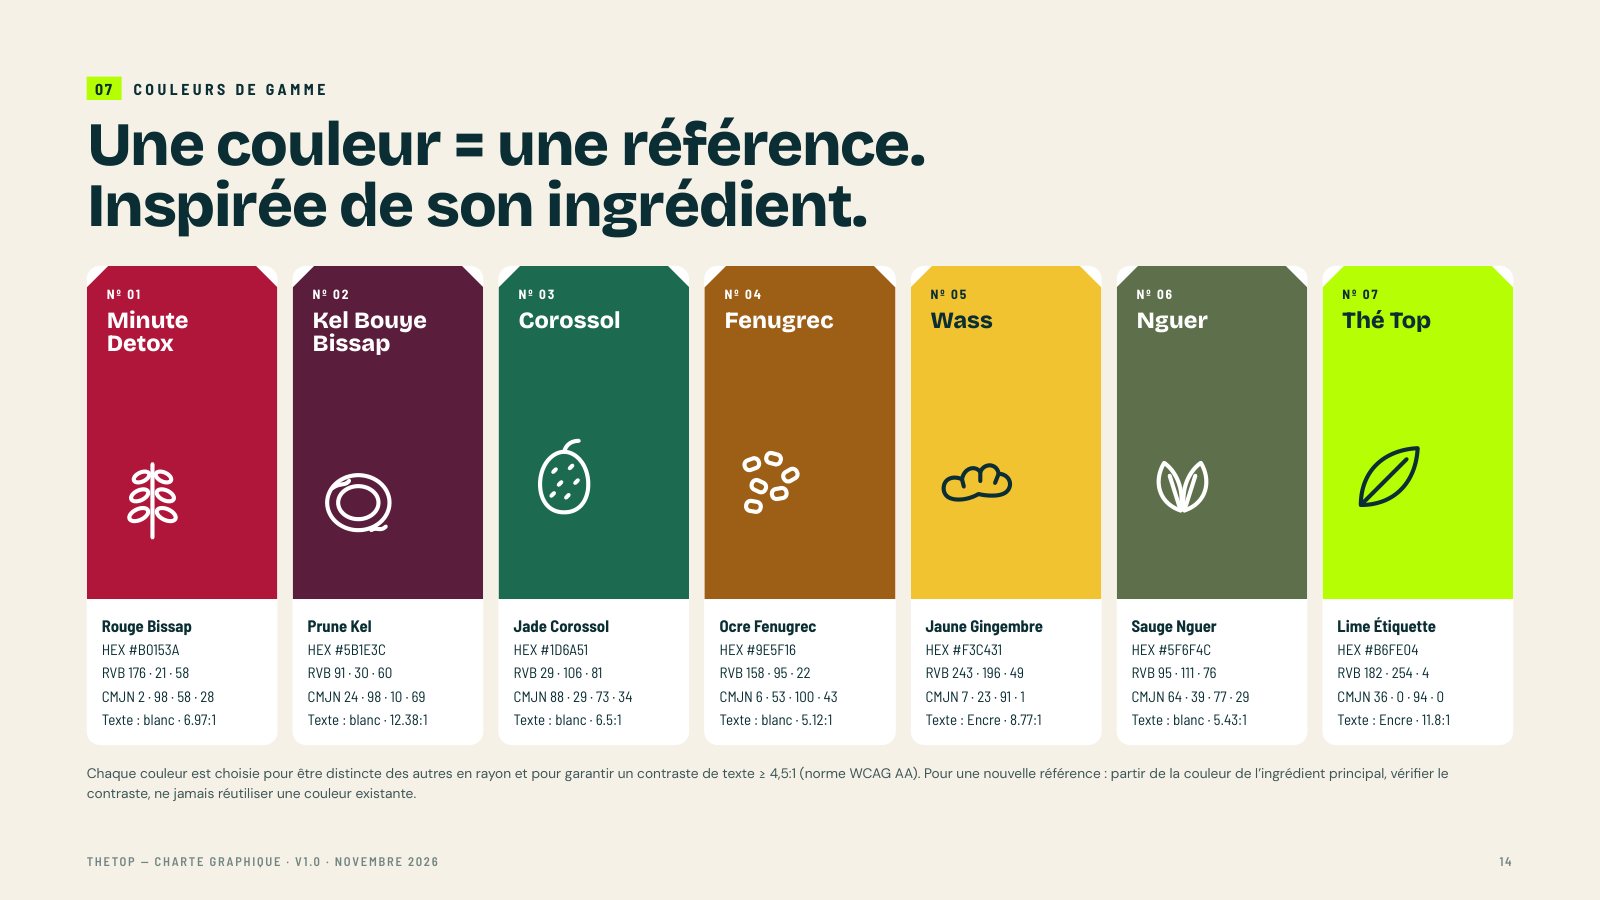 07 COULEURS DE GAMME
Une couleur = une référence.
Inspirée de son ingrédient.
Nº 01
Minute
Detox
Rouge Bissap
HEX #B0153A
RVB 176 · 21 · 58
CMJN 2 · 98 · 58 · 28
Texte : blanc · 6.97:1
Nº 02
Kel Bouye
Bissap
Prune Kel
HEX #5B1E3C
RVB 91 · 30 · 60
CMJN 24 · 98 · 10 · 69
Texte : blanc · 12.38:1
Nº 03
Corossol
Jade Corossol
HEX #1D6A51
RVB 29 · 106 · 81
CMJN 88 · 29 · 73 · 34
Texte : blanc · 6.5:1
Nº 04
Fenugrec
Ocre Fenugrec
HEX #9E5F16
RVB 158 · 95 · 22
CMJN 6 · 53 · 100 · 43
Texte : blanc · 5.12:1
Nº 05
Wass
Jaune Gingembre
HEX #F3C431
RVB 243 · 196 · 49
CMJN 7 · 23 · 91 · 1
Texte : Encre · 8.77:1
Nº 06
Nguer
Sauge Nguer
HEX #5F6F4C
RVB 95 · 111 · 76
CMJN 64 · 39 · 77 · 29
Texte : blanc · 5.43:1
Nº 07
Thé Top
Lime Étiquette
HEX #B6FE04
RVB 182 · 254 · 4
CMJN 36 · 0 · 94 · 0
Texte : Encre · 11.8:1
Chaque couleur est choisie pour être distincte des autres en rayon et pour garantir un contraste de texte ≥ 4,5:1 (norme WCAG AA). Pour une nouvelle référence : partir de la couleur de l’ingrédient principal, vérifier le
contraste, ne jamais réutiliser une couleur existante.
THETOP — CHARTE GRAPHIQUE · V1.0 · NOVEMBRE 2026
14